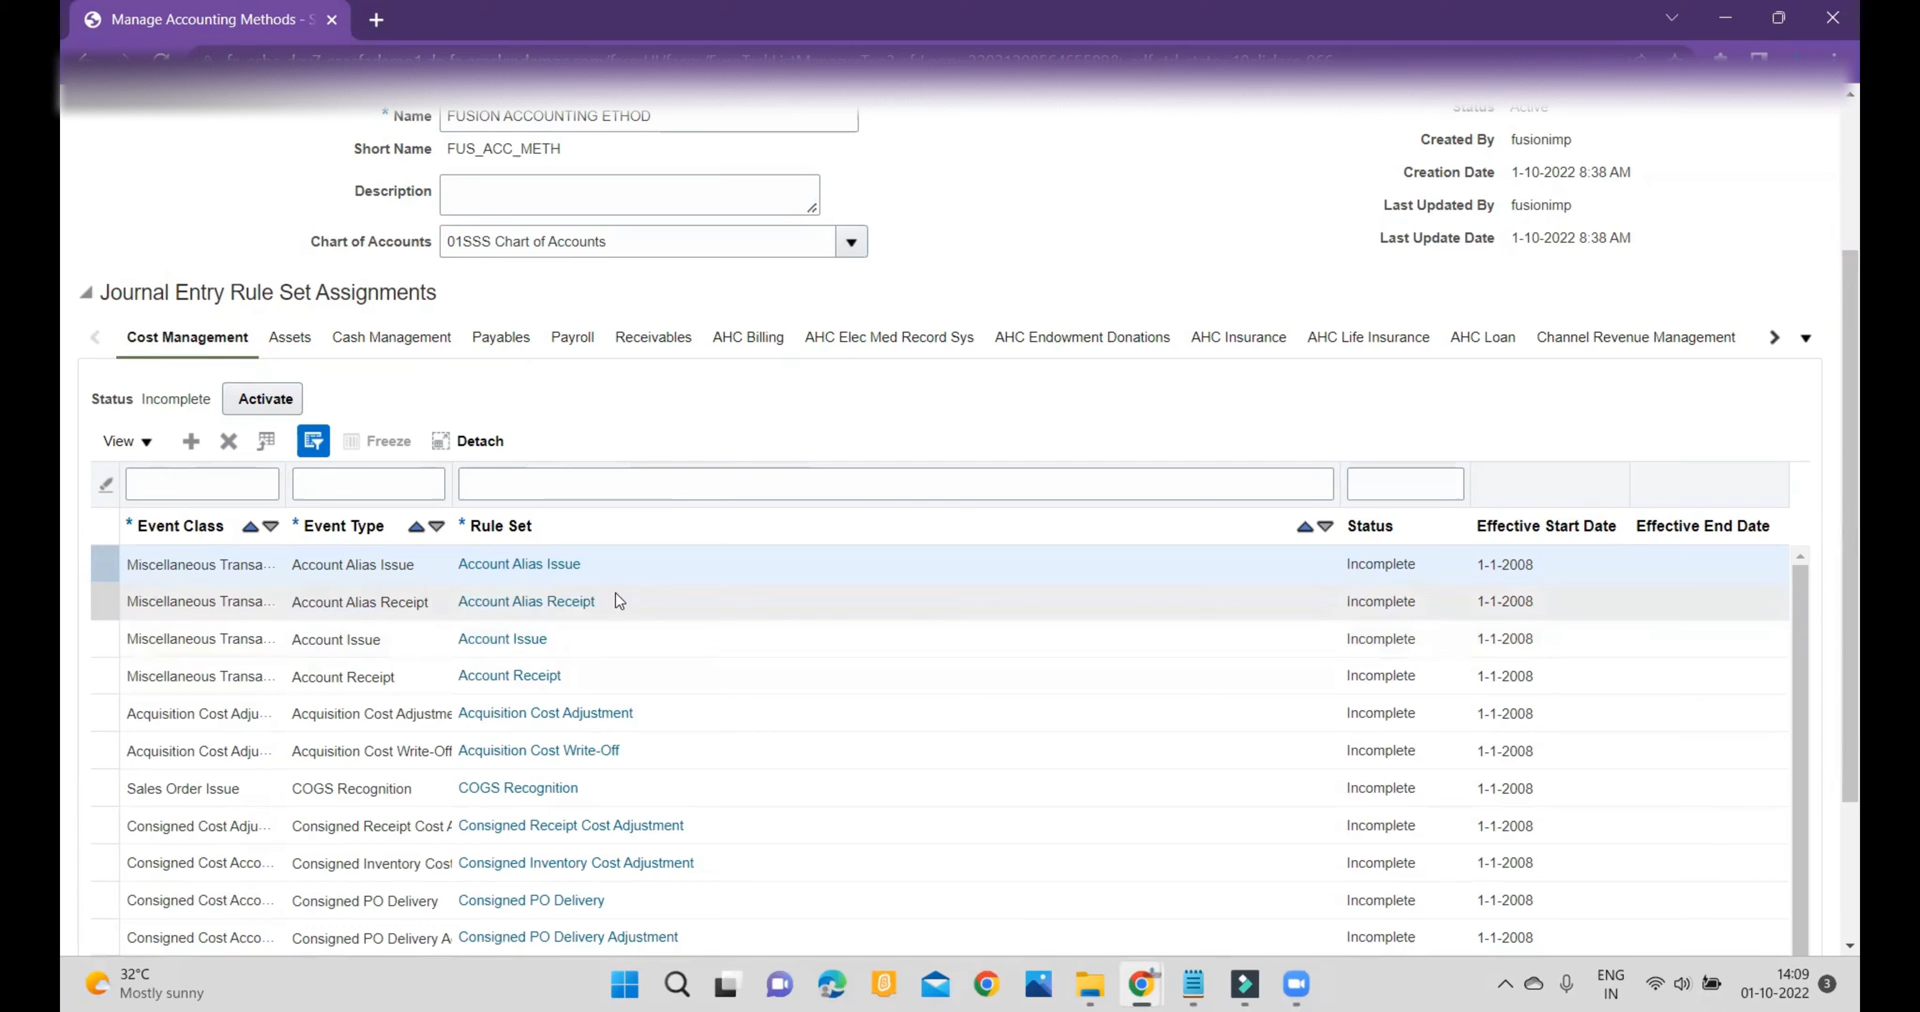 Manage Accounting Methods - S
* Name FUSION ACCOUNTING ETHOD
Short Name FUS_ACC_METH
Description
Chart of Accounts 01SSS Chart of Accounts
Status Active
Created By fusionimp
Creation Date 1-10-2022 8:38 AM
Last Updated By fusionimp
Last Update Date 1-10-2022 8:38 AM
Journal Entry Rule Set Assignments
Cost Management Assets Cash Management Payables Payroll Receivables AHC Billing AHC Elec Med Record Sys AHC Endowment Donations AHC Insurance AHC Life Insurance AHC Loan Channel Revenue Management
Status Incomplete Activate
View Freeze Detach
* Event Class * Event Type * Rule Set Status Effective Start Date Effective End Date
Miscellaneous Transa... Account Alias Issue Account Alias Issue Incomplete 1-1-2008
Miscellaneous Transa... Account Alias Receipt Account Alias Receipt Incomplete 1-1-2008
Miscellaneous Transa... Account Issue Account Issue Incomplete 1-1-2008
Miscellaneous Transa... Account Receipt Account Receipt Incomplete 1-1-2008
Acquisition Cost Adju... Acquisition Cost Adjustme Acquisition Cost Adjustment Incomplete 1-1-2008
Acquisition Cost Adju... Acquisition Cost Write-Off Acquisition Cost Write-Off Incomplete 1-1-2008
Sales Order Issue COGS Recognition COGS Recognition Incomplete 1-1-2008
Consigned Cost Adju... Consigned Receipt Cost A Consigned Receipt Cost Adjustment Incomplete 1-1-2008
Consigned Cost Acco... Consigned Inventory Cost Consigned Inventory Cost Adjustment Incomplete 1-1-2008
Consigned Cost Acco... Consigned PO Delivery Consigned PO Delivery Incomplete 1-1-2008
Consigned Cost Acco... Consigned PO Delivery A Consigned PO Delivery Adjustment Incomplete 1-1-2008
32°C
Mostly sunny
ENG
IN
14:09
01-10-2022
3